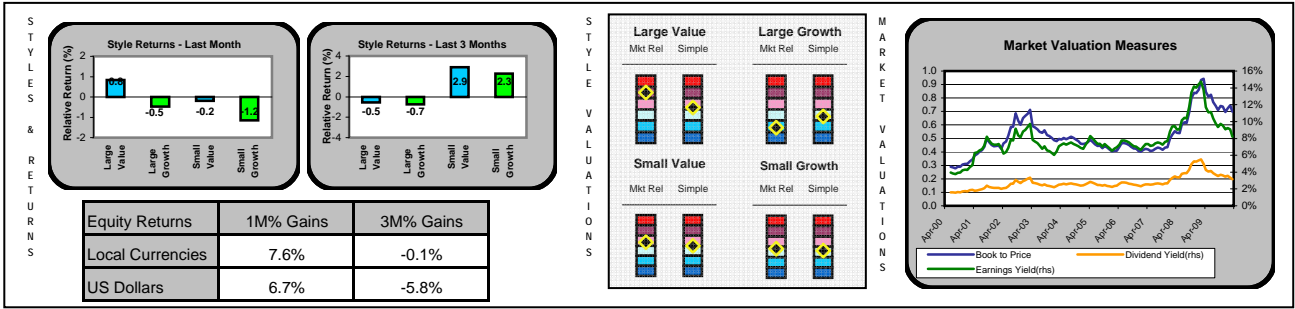 STYLES & RETURNS
Style Returns - Last Month
Relative Return (%)
2
1
0
-1
-2
0.8
-0.5
-0.2
-1.2
Large Value
Large Growth
Small Value
Small Growth
Style Returns - Last 3 Months
Relative Return (%)
4
2
0
-2
-4
-0.5
-0.7
2.9
2.3
Large Value
Large Growth
Small Value
Small Growth
Equity Returns 1M% Gains 3M% Gains
Local Currencies 7.6% -0.1%
US Dollars 6.7% -5.8%
STYLE VALUATIONS
Large Value
Mkt Rel Simple
Large Growth
Mkt Rel Simple
Small Value
Mkt Rel Simple
Small Growth
Mkt Rel Simple
MARKET VALUATIONS
Market Valuation Measures
1.0
0.9
0.8
0.7
0.6
0.5
0.4
0.3
0.2
0.1
0.0
16%
14%
12%
10%
8%
6%
4%
2%
0%
Apr-00
Apr-01
Apr-02
Apr-03
Apr-04
Apr-05
Apr-06
Apr-07
Apr-08
Apr-09
Book to Price
Dividend Yield(rhs)
Earnings Yield(rhs)